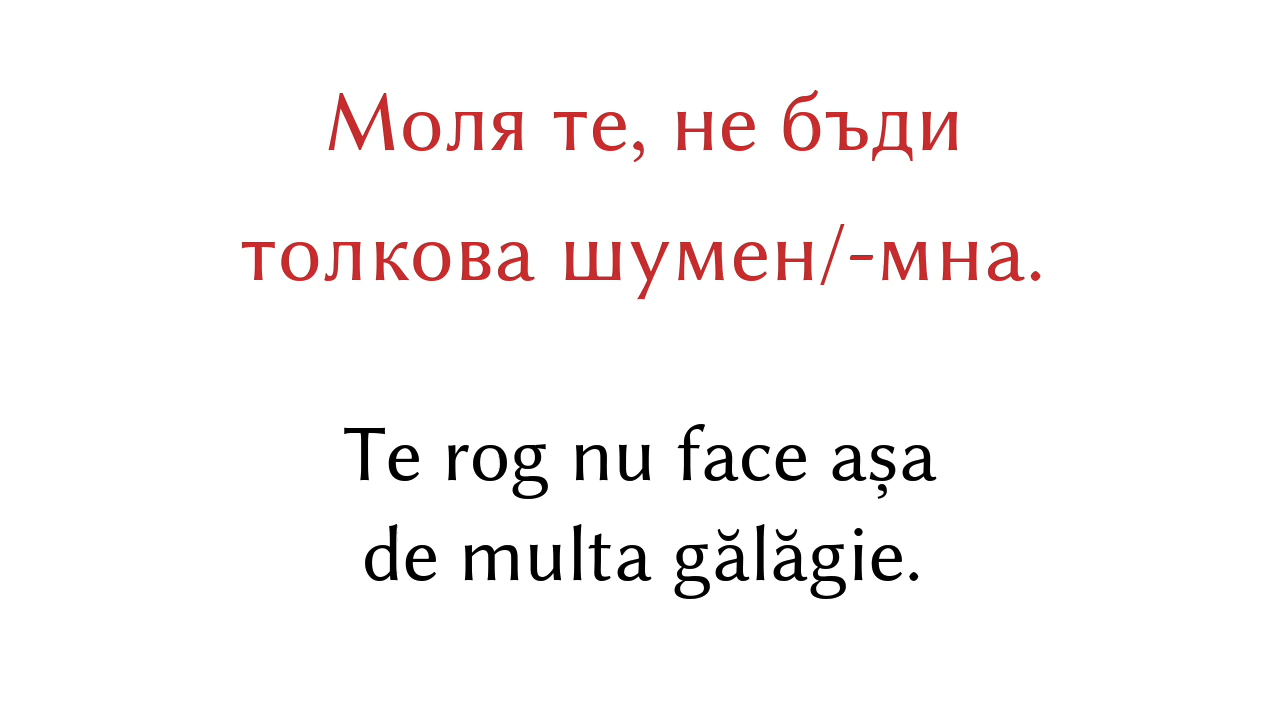 Моля те, не бъди
толкова шумен/-мна.
Te rog nu face așa
de multa gălăgie.